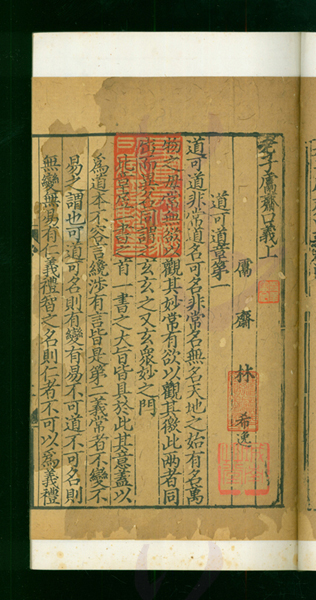 老子鬳齋口義上
鬳齋林希逸
道可道章第一
道可道非常道名可名非常名無名天地之始有名萬
物之母常無欲以觀其妙常有欲以觀其徼此兩者同
出而異名同謂之玄玄之又玄衆妙之門
此章居一書之首一書之大旨皆具於此其意蓋以
爲道本不容言纔涉有言皆是第二義常者不變不
易之謂也可道可名則有變有易不可道不可名則
無變無易有仁義禮智之名則仁者不可以爲義禮